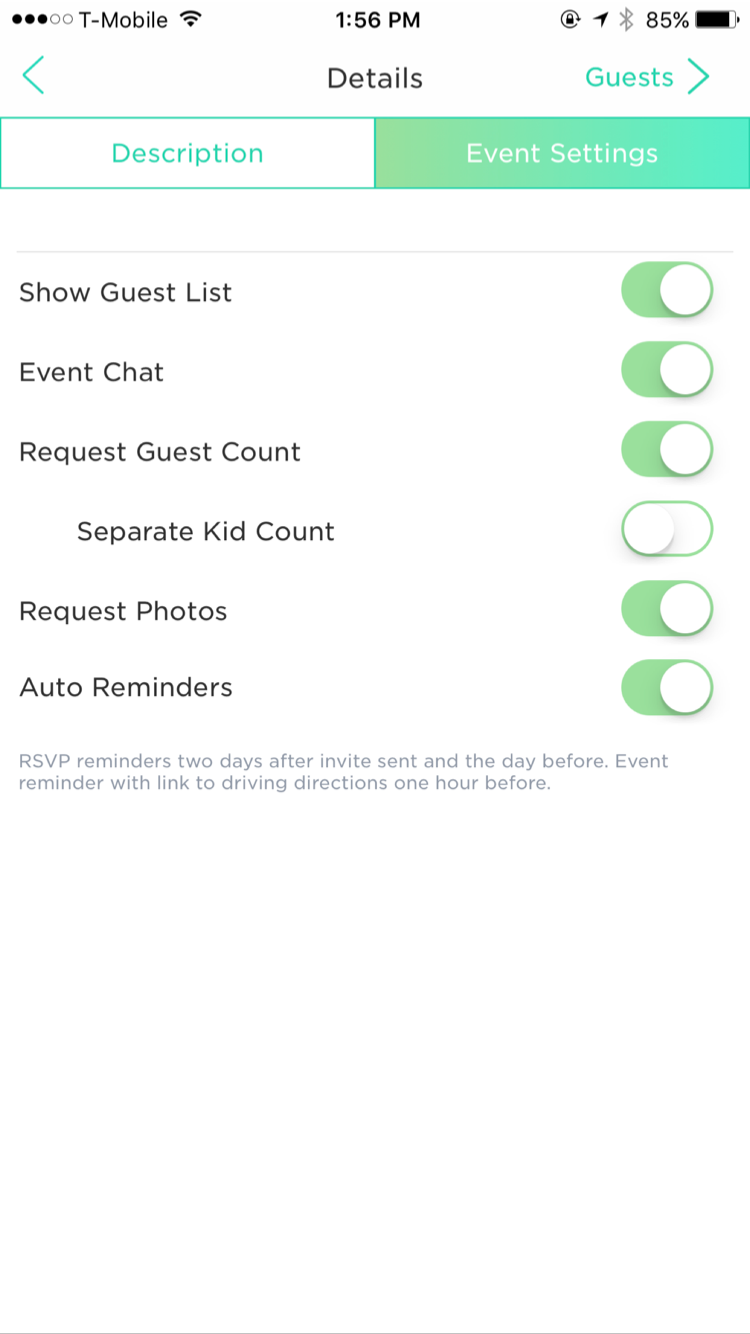 T-Mobile 1:56 PM 85%
Details Guests
Description Event Settings
Show Guest List
Event Chat
Request Guest Count
Separate Kid Count
Request Photos
Auto Reminders
RSVP reminders two days after invite sent and the day before. Event
reminder with link to driving directions one hour before.